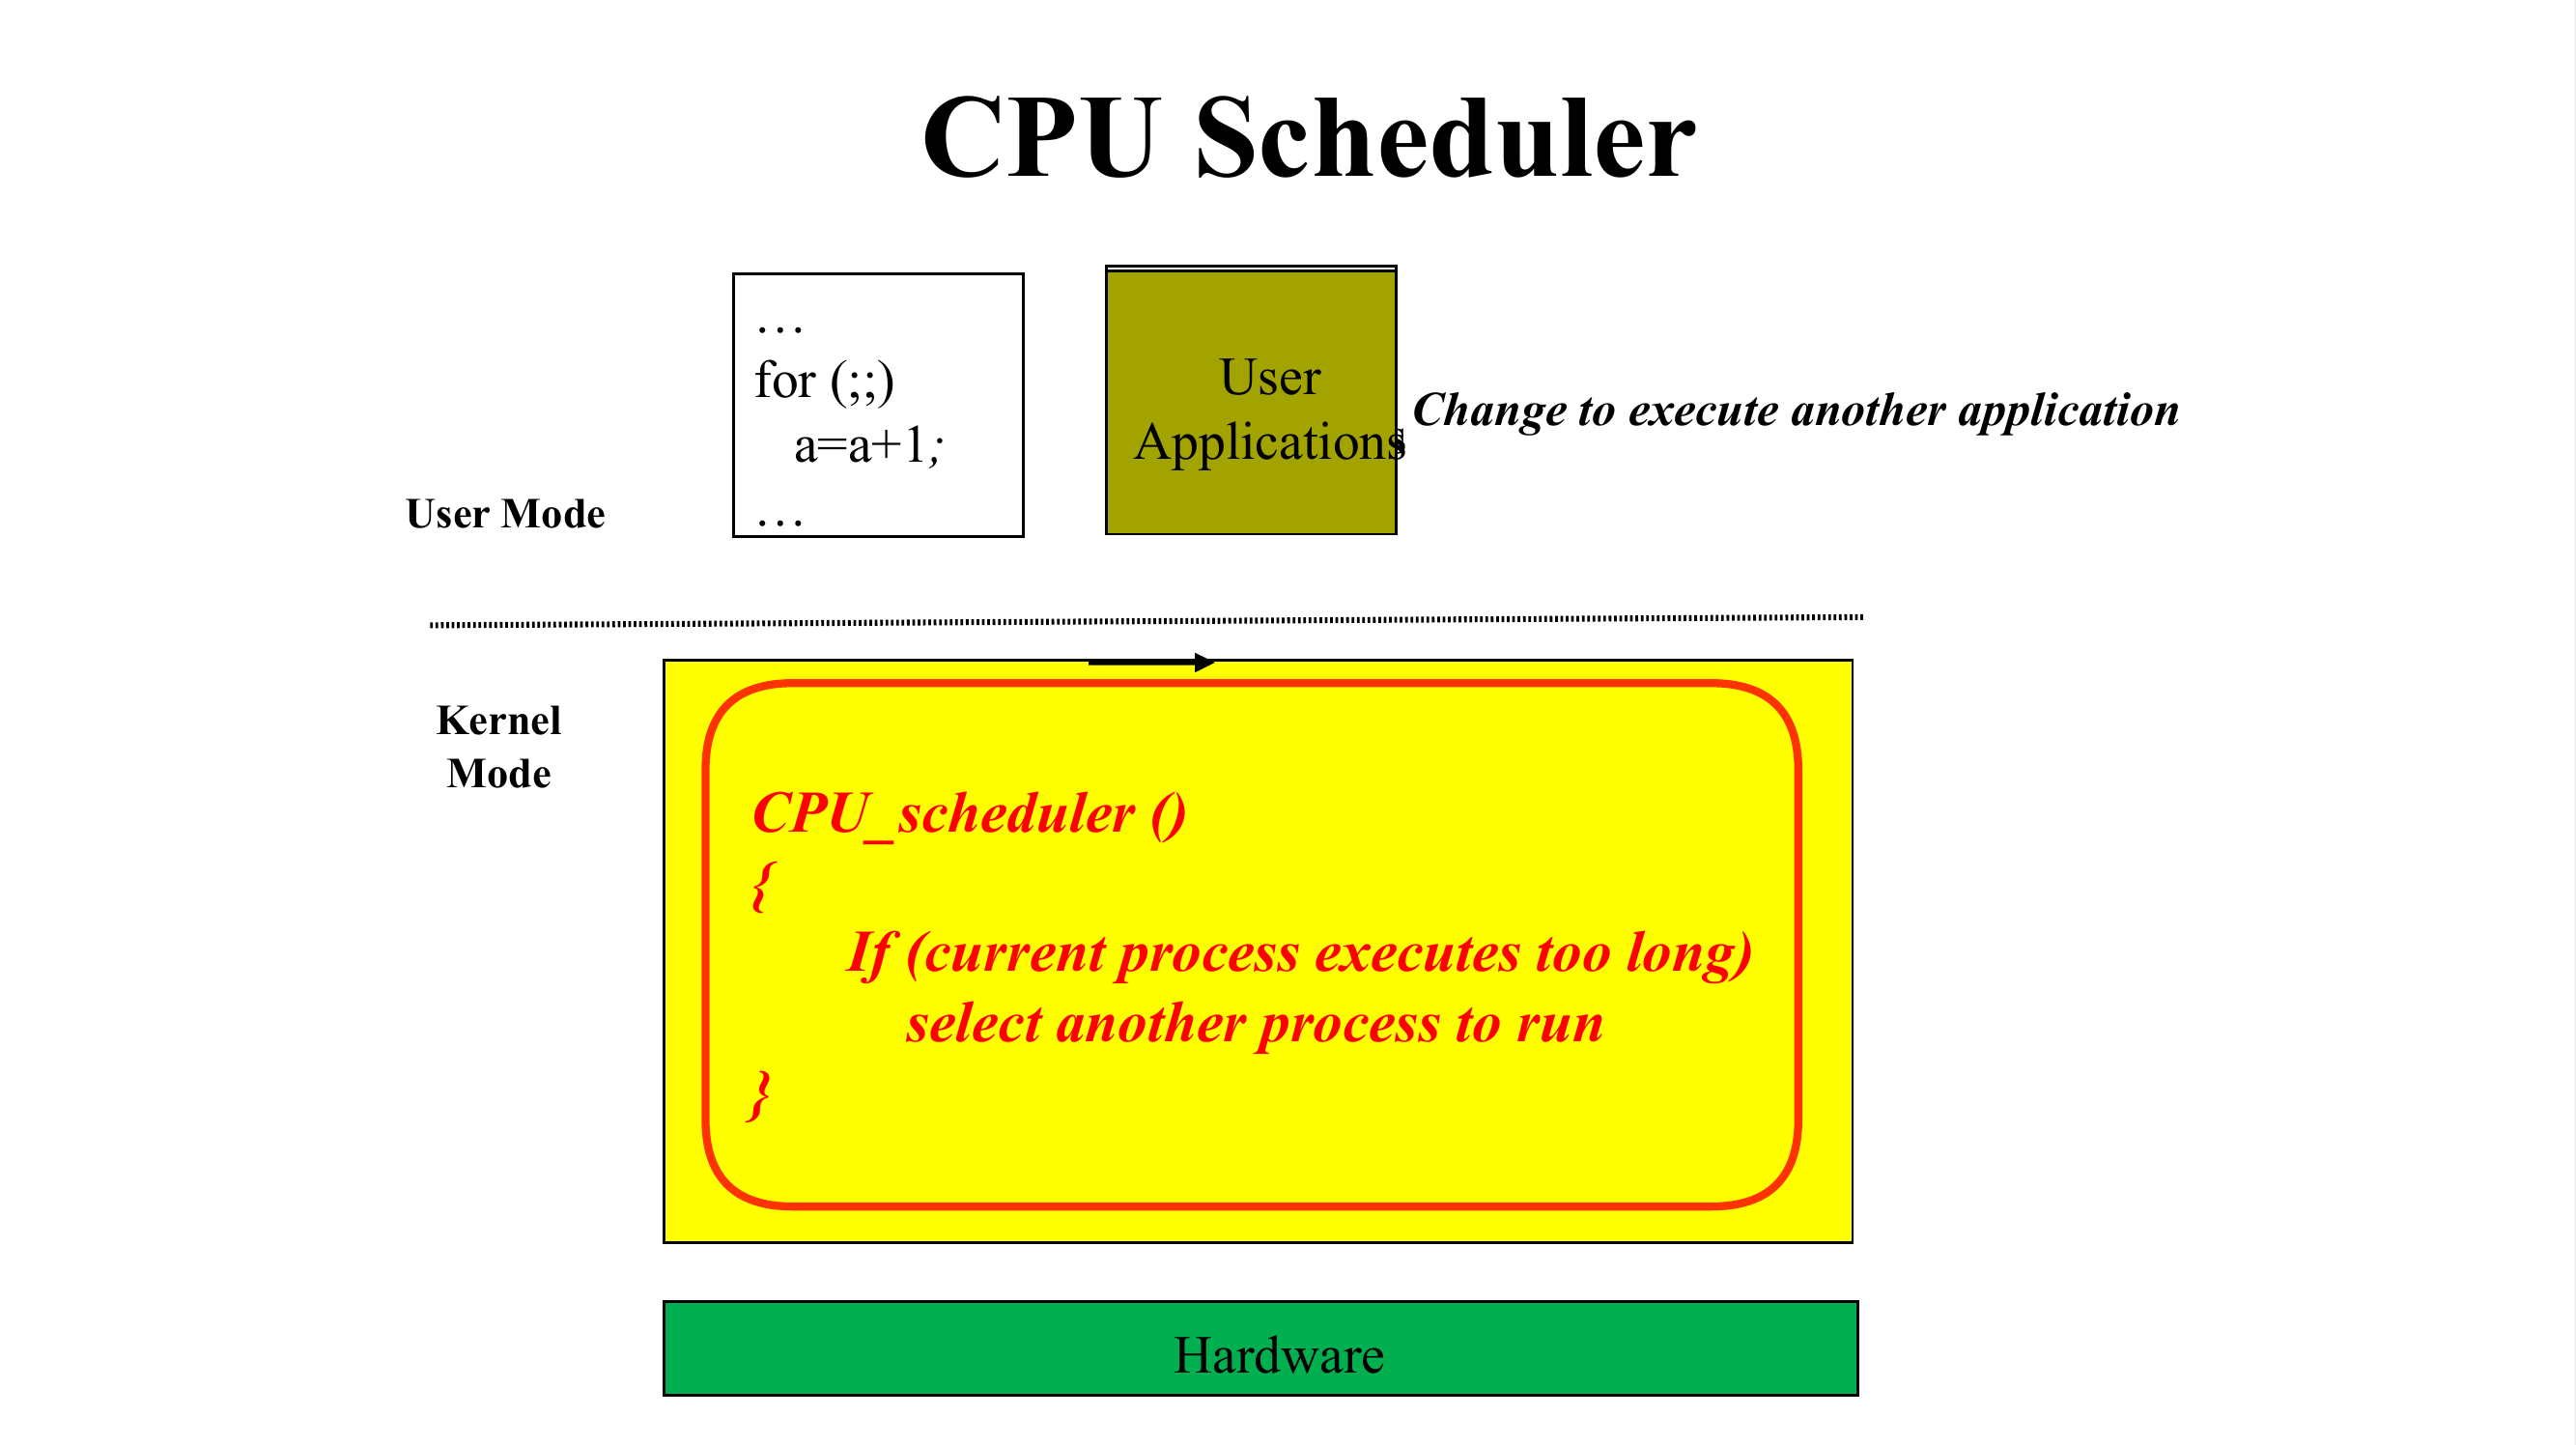 CPU Scheduler
…
for (;;)
a=a+1;
…
User
Applications
Change to execute another application
User Mode
Kernel
Mode
CPU_scheduler ()
{
If (current process executes too long)
select another process to run
}
Hardware